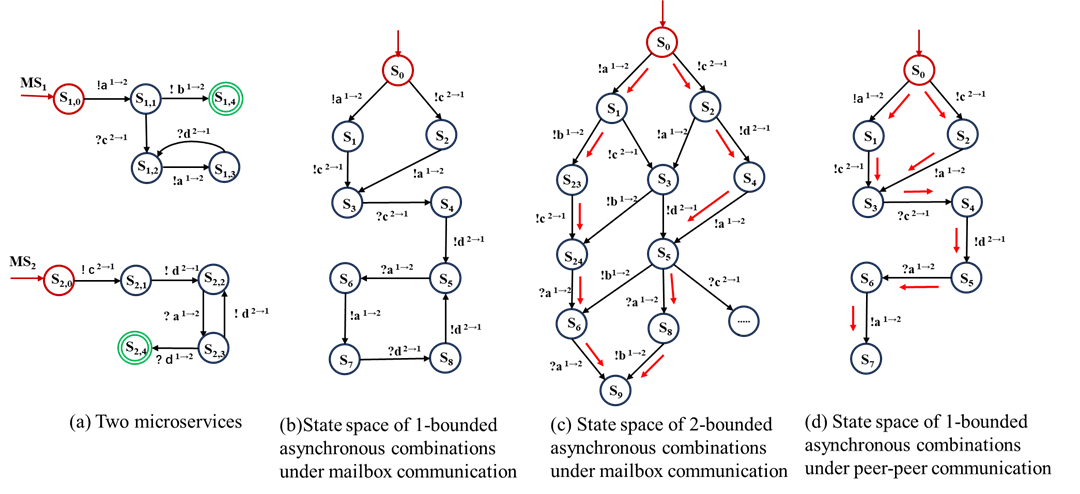 MS1
S1,0
!a 1→2
S1,1
! b 1→2
S1,4
?c 2→1
S1,2
?d 2→1
!a 1→2
S1,3
MS2
S2,0
! c 2→1
S2,1
! d 2→1
S2,2
? a 1→2
! d 2→1
S2,4
? d 1→2
S2,3
(a) Two microservices
S0
!a 1→2
!c 2→1
S1
S2
!c 2→1
!a 1→2
S3
?c 2→1
S4
!d 2→1
S6
?a 1→2
S5
!a 1→2
!d 2→1
S7
?d 2→1
S8
(b)State space of 1-bounded
asynchronous combinations
under mailbox communication
S0
!a 1→2
!c 2→1
S1
S2
!b 1→2
!c 2→1
!a 1→2
!d 2→1
S23
S3
S4
!c 2→1
!b 1→2
!d 2→1
!a 1→2
S24
S5
?a 1→2
!b1→2
?a 1→2
?c 2→1
S6
S8
.....
?a 1→2
!b 1→2
S9
(c) State space of 2-bounded
asynchronous combinations
under mailbox communication
S0
!a 1→2
!c 2→1
S1
S2
!c 2→1
!a 1→2
S3
?c 2→1
S4
!d 2→1
S6
?a 1→2
S5
!a 1→2
S7
(d) State space of 1-bounded
asynchronous combinations
under peer-peer communication